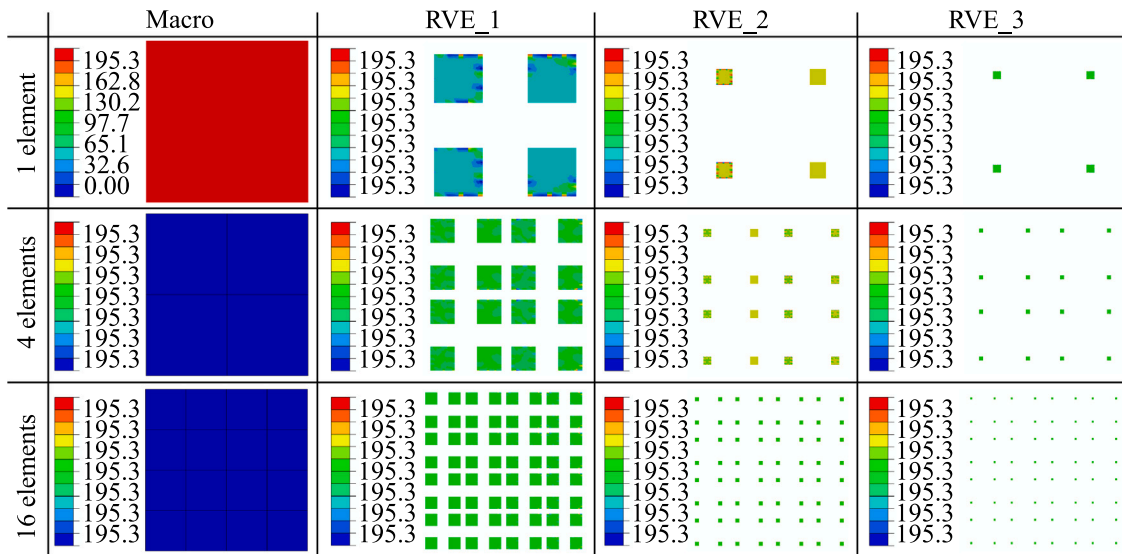 Macro RVE_1 RVE_2 RVE_3
1 element
195.3 195.3 195.3 195.3
162.8 195.3 195.3 195.3
130.2 195.3 195.3 195.3
97.7 195.3 195.3 195.3
65.1 195.3 195.3 195.3
32.6 195.3 195.3 195.3
0.00 195.3 195.3 195.3
4 elements
195.3 195.3 195.3 195.3
195.3 195.3 195.3 195.3
195.3 195.3 195.3 195.3
195.3 195.3 195.3 195.3
195.3 195.3 195.3 195.3
195.3 195.3 195.3 195.3
195.3 195.3 195.3 195.3
16 elements
195.3 195.3 195.3 195.3
195.3 195.3 195.3 195.3
195.3 195.3 195.3 195.3
195.3 195.3 195.3 195.3
195.3 195.3 195.3 195.3
195.3 195.3 195.3 195.3
195.3 195.3 195.3 195.3